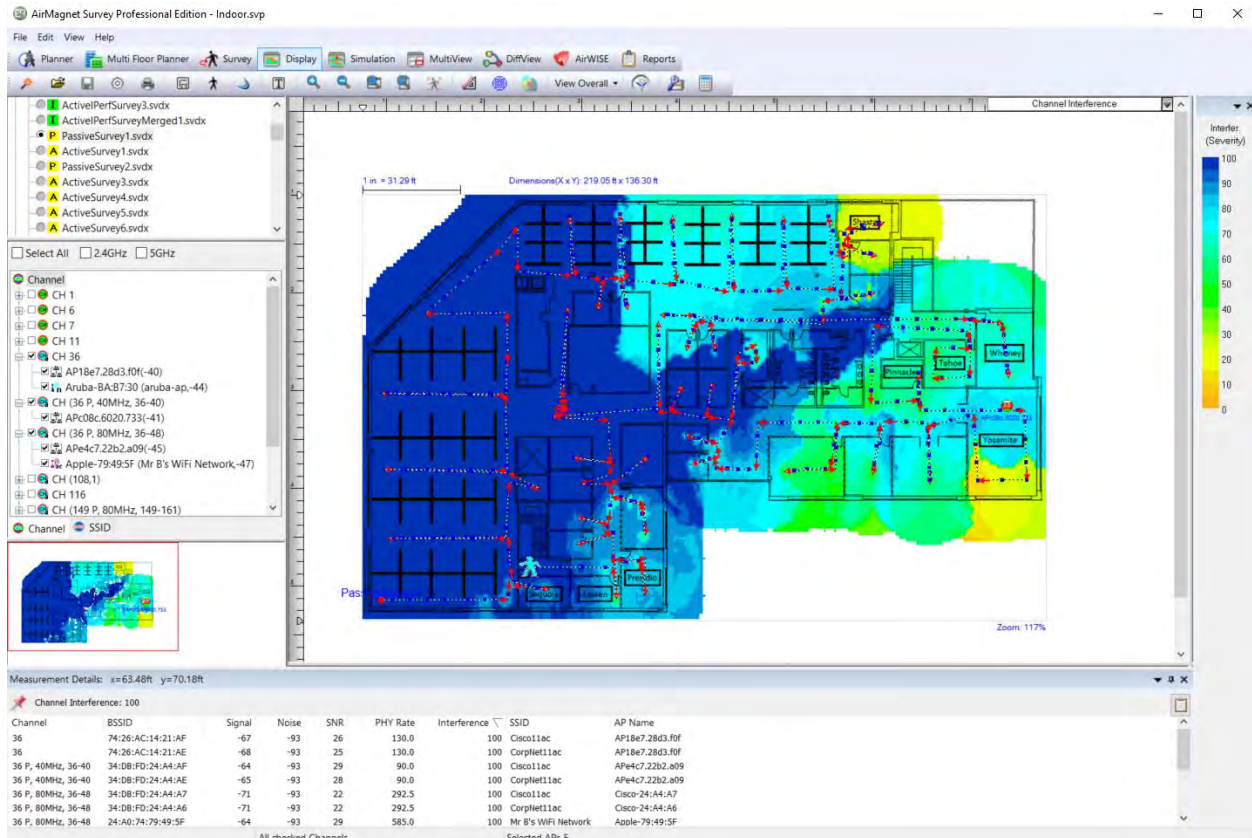 AirMagnet Survey Professional Edition - Indoor.svp
File Edit View Help
Planner Multi Floor Planner Survey Display Simulation MultiView DiffView AirWISE Reports
View Overall
ActiveIPerfSurvey3.svdx
ActiveIPerfSurveyMerged1.svdx
P PassiveSurvey1.svdx
A ActiveSurvey1.svdx
P PassiveSurvey2.svdx
A ActiveSurvey3.svdx
A ActiveSurvey4.svdx
A ActiveSurvey5.svdx
A ActiveSurvey6.svdx
Select All 2.4GHz 5GHz
Channel
CH 1
CH 6
CH 7
CH 11
CH 36
AP18e7.28d3.f0f(-40)
Aruba-BA:B7:30 (aruba-ap,-44)
CH (36 P, 40MHz, 36-40)
APc08c.6020.733(-41)
CH (36 P, 80MHz, 36-48)
APe4c7.22b2.a09(-45)
Apple-79:49:5F (Mr B's WiFi Network,-47)
CH (108,1)
CH 116
CH (149 P, 80MHz, 149-161)
Channel SSID
Channel Interference
1 in. = 31.29 ft Dimensions(X x Y): 219.05 ft x 136.30 ft
Shasta
Whitney
Tahoe
Pinnacle
Yosemite
Presidio
Sequoia
Lassen
Zoom: 117%
Interfer.
(Severity)
100
90
80
70
60
50
40
30
20
10
0
Measurement Details: x=63.48ft y=70.18ft
Channel Interference: 100
Channel BSSID Signal Noise SNR PHY Rate Interference SSID AP Name
36 74:26:AC:14:21:AF -67 -93 26 130.0 100 Cisco11ac AP18e7.28d3.f0f
36 74:26:AC:14:21:AE -68 -93 25 130.0 100 CorpNet11ac AP18e7.28d3.f0f
36 P, 40MHz, 36-40 34:DB:FD:24:A4:AF -64 -93 29 90.0 100 Cisco11ac APe4c7.22b2.a09
36 P, 40MHz, 36-40 34:DB:FD:24:A4:AE -65 -93 28 90.0 100 CorpNet11ac APe4c7.22b2.a09
36 P, 80MHz, 36-48 34:DB:FD:24:A4:A7 -71 -93 22 292.5 100 Cisco11ac Cisco-24:A4:A7
36 P, 80MHz, 36-48 34:DB:FD:24:A4:A6 -71 -93 22 292.5 100 CorpNet11ac Cisco-24:A4:A6
36 P, 80MHz, 36-48 24:A0:74:79:49:5F -64 -93 29 585.0 100 Mr B's WiFi Network Apple-79:49:5F
All checked Channels Selected APs 5